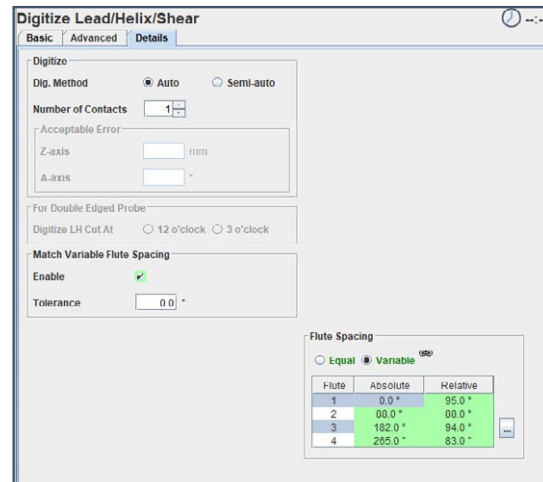 Digitize Lead/Helix/Shear
--:-
Basic Advanced Details
Digitize
Dig. Method Auto Semi-auto
Number of Contacts 1
Acceptable Error
Z-axis mm
A-axis °
For Double Edged Probe
Digitize LH Cut At 12 o'clock 3 o'clock
Match Variable Flute Spacing
Enable
Tolerance 0.0 °
Flute Spacing
Equal Variable
Flute Absolute Relative
1 0.0 ° 95.0 °
2 88.0 ° 88.0 °
3 182.0 ° 94.0 °
4 265.0 ° 83.0 °
...